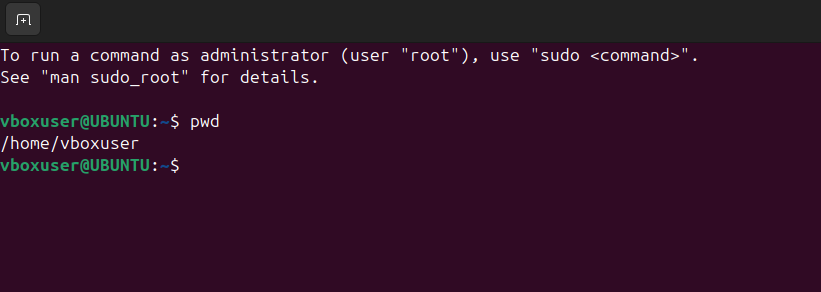 To run a command as administrator (user "root"), use "sudo <command>".
See "man sudo_root" for details.
vboxuser@UBUNTU:~$ pwd
/home/vboxuser
vboxuser@UBUNTU:~$